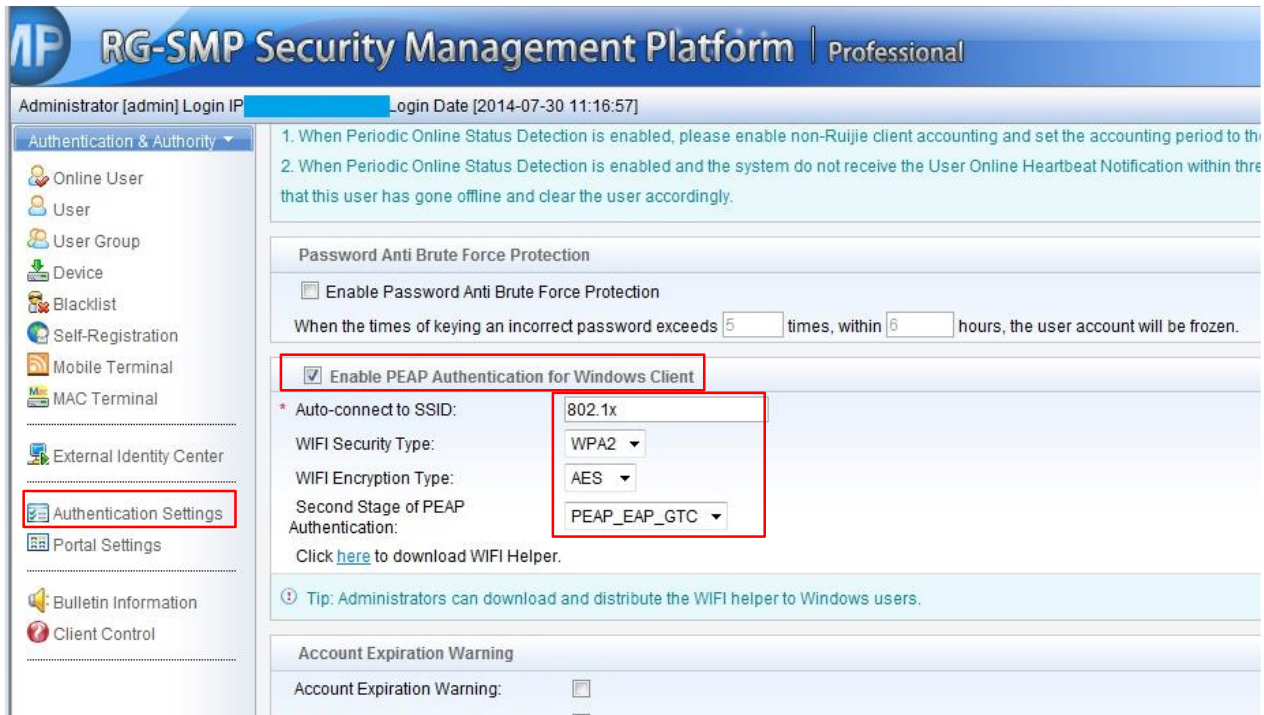 MP RG-SMP Security Management Platform | Professional
Administrator [admin] Login IP Login Date [2014-07-30 11:16:57]
Authentication & Authority
Online User
User
User Group
Device
Blacklist
Self-Registration
Mobile Terminal
MAC Terminal
External Identity Center
Authentication Settings
Portal Settings
Bulletin Information
Client Control
1. When Periodic Online Status Detection is enabled, please enable non-Ruijie client accounting and set the accounting period to the
2. When Periodic Online Status Detection is enabled and the system do not receive the User Online Heartbeat Notification within thre
that this user has gone offline and clear the user accordingly.
Password Anti Brute Force Protection
Enable Password Anti Brute Force Protection
When the times of keying an incorrect password exceeds 5 times, within 6 hours, the user account will be frozen.
Enable PEAP Authentication for Windows Client
* Auto-connect to SSID: 802.1x
WIFI Security Type: WPA2
WIFI Encryption Type: AES
Second Stage of PEAP
Authentication: PEAP_EAP_GTC
Click here to download WIFI Helper.
Tip: Administrators can download and distribute the WIFI helper to Windows users.
Account Expiration Warning
Account Expiration Warning: